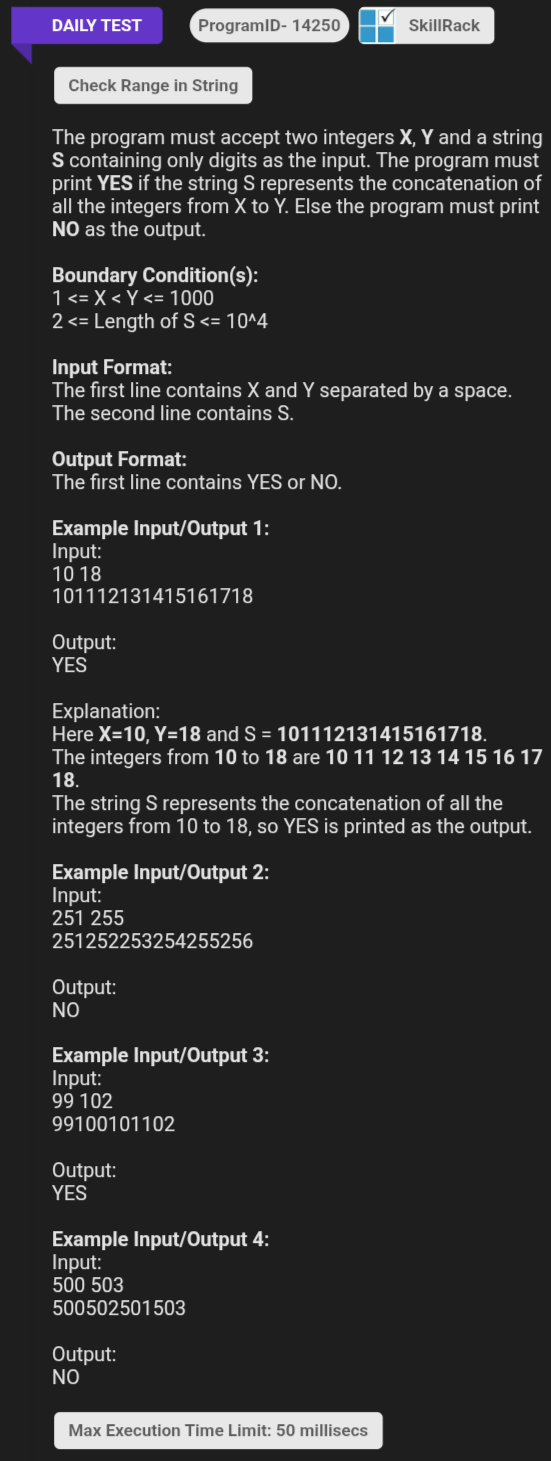 DAILY TEST
ProgramID- 14250
SkillRack
Check Range in String
The program must accept two integers X, Y and a string
S containing only digits as the input. The program must
print YES if the string S represents the concatenation of
all the integers from X to Y. Else the program must print
NO as the output.
Boundary Condition(s):
1 <= X < Y <= 1000
2 <= Length of S <= 10^4
Input Format:
The first line contains X and Y separated by a space.
The second line contains S.
Output Format:
The first line contains YES or NO.
Example Input/Output 1:
Input:
10 18
101112131415161718
Output:
YES
Explanation:
Here X=10, Y=18 and S = 101112131415161718.
The integers from 10 to 18 are 10 11 12 13 14 15 16 17
18.
The string S represents the concatenation of all the
integers from 10 to 18, so YES is printed as the output.
Example Input/Output 2:
Input:
251 255
251252253254255256
Output:
NO
Example Input/Output 3:
Input:
99 102
99100101102
Output:
YES
Example Input/Output 4:
Input:
500 503
500502501503
Output:
NO
Max Execution Time Limit: 50 millisecs